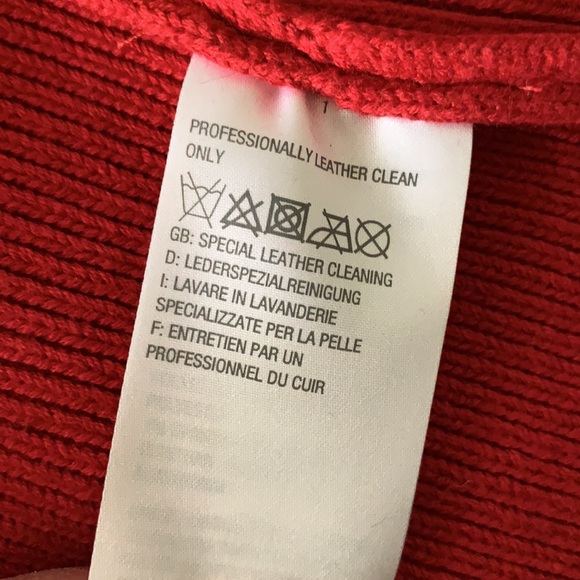 1
PROFESSIONALLY LEATHER CLEAN
ONLY
GB: SPECIAL LEATHER CLEANING
D: LEDERSPEZIALREINIGUNG
I: LAVARE IN LAVANDERIE
SPECIALIZZATE PER LA PELLE
F: ENTRETIEN PAR UN
PROFESSIONNEL DU CUIR